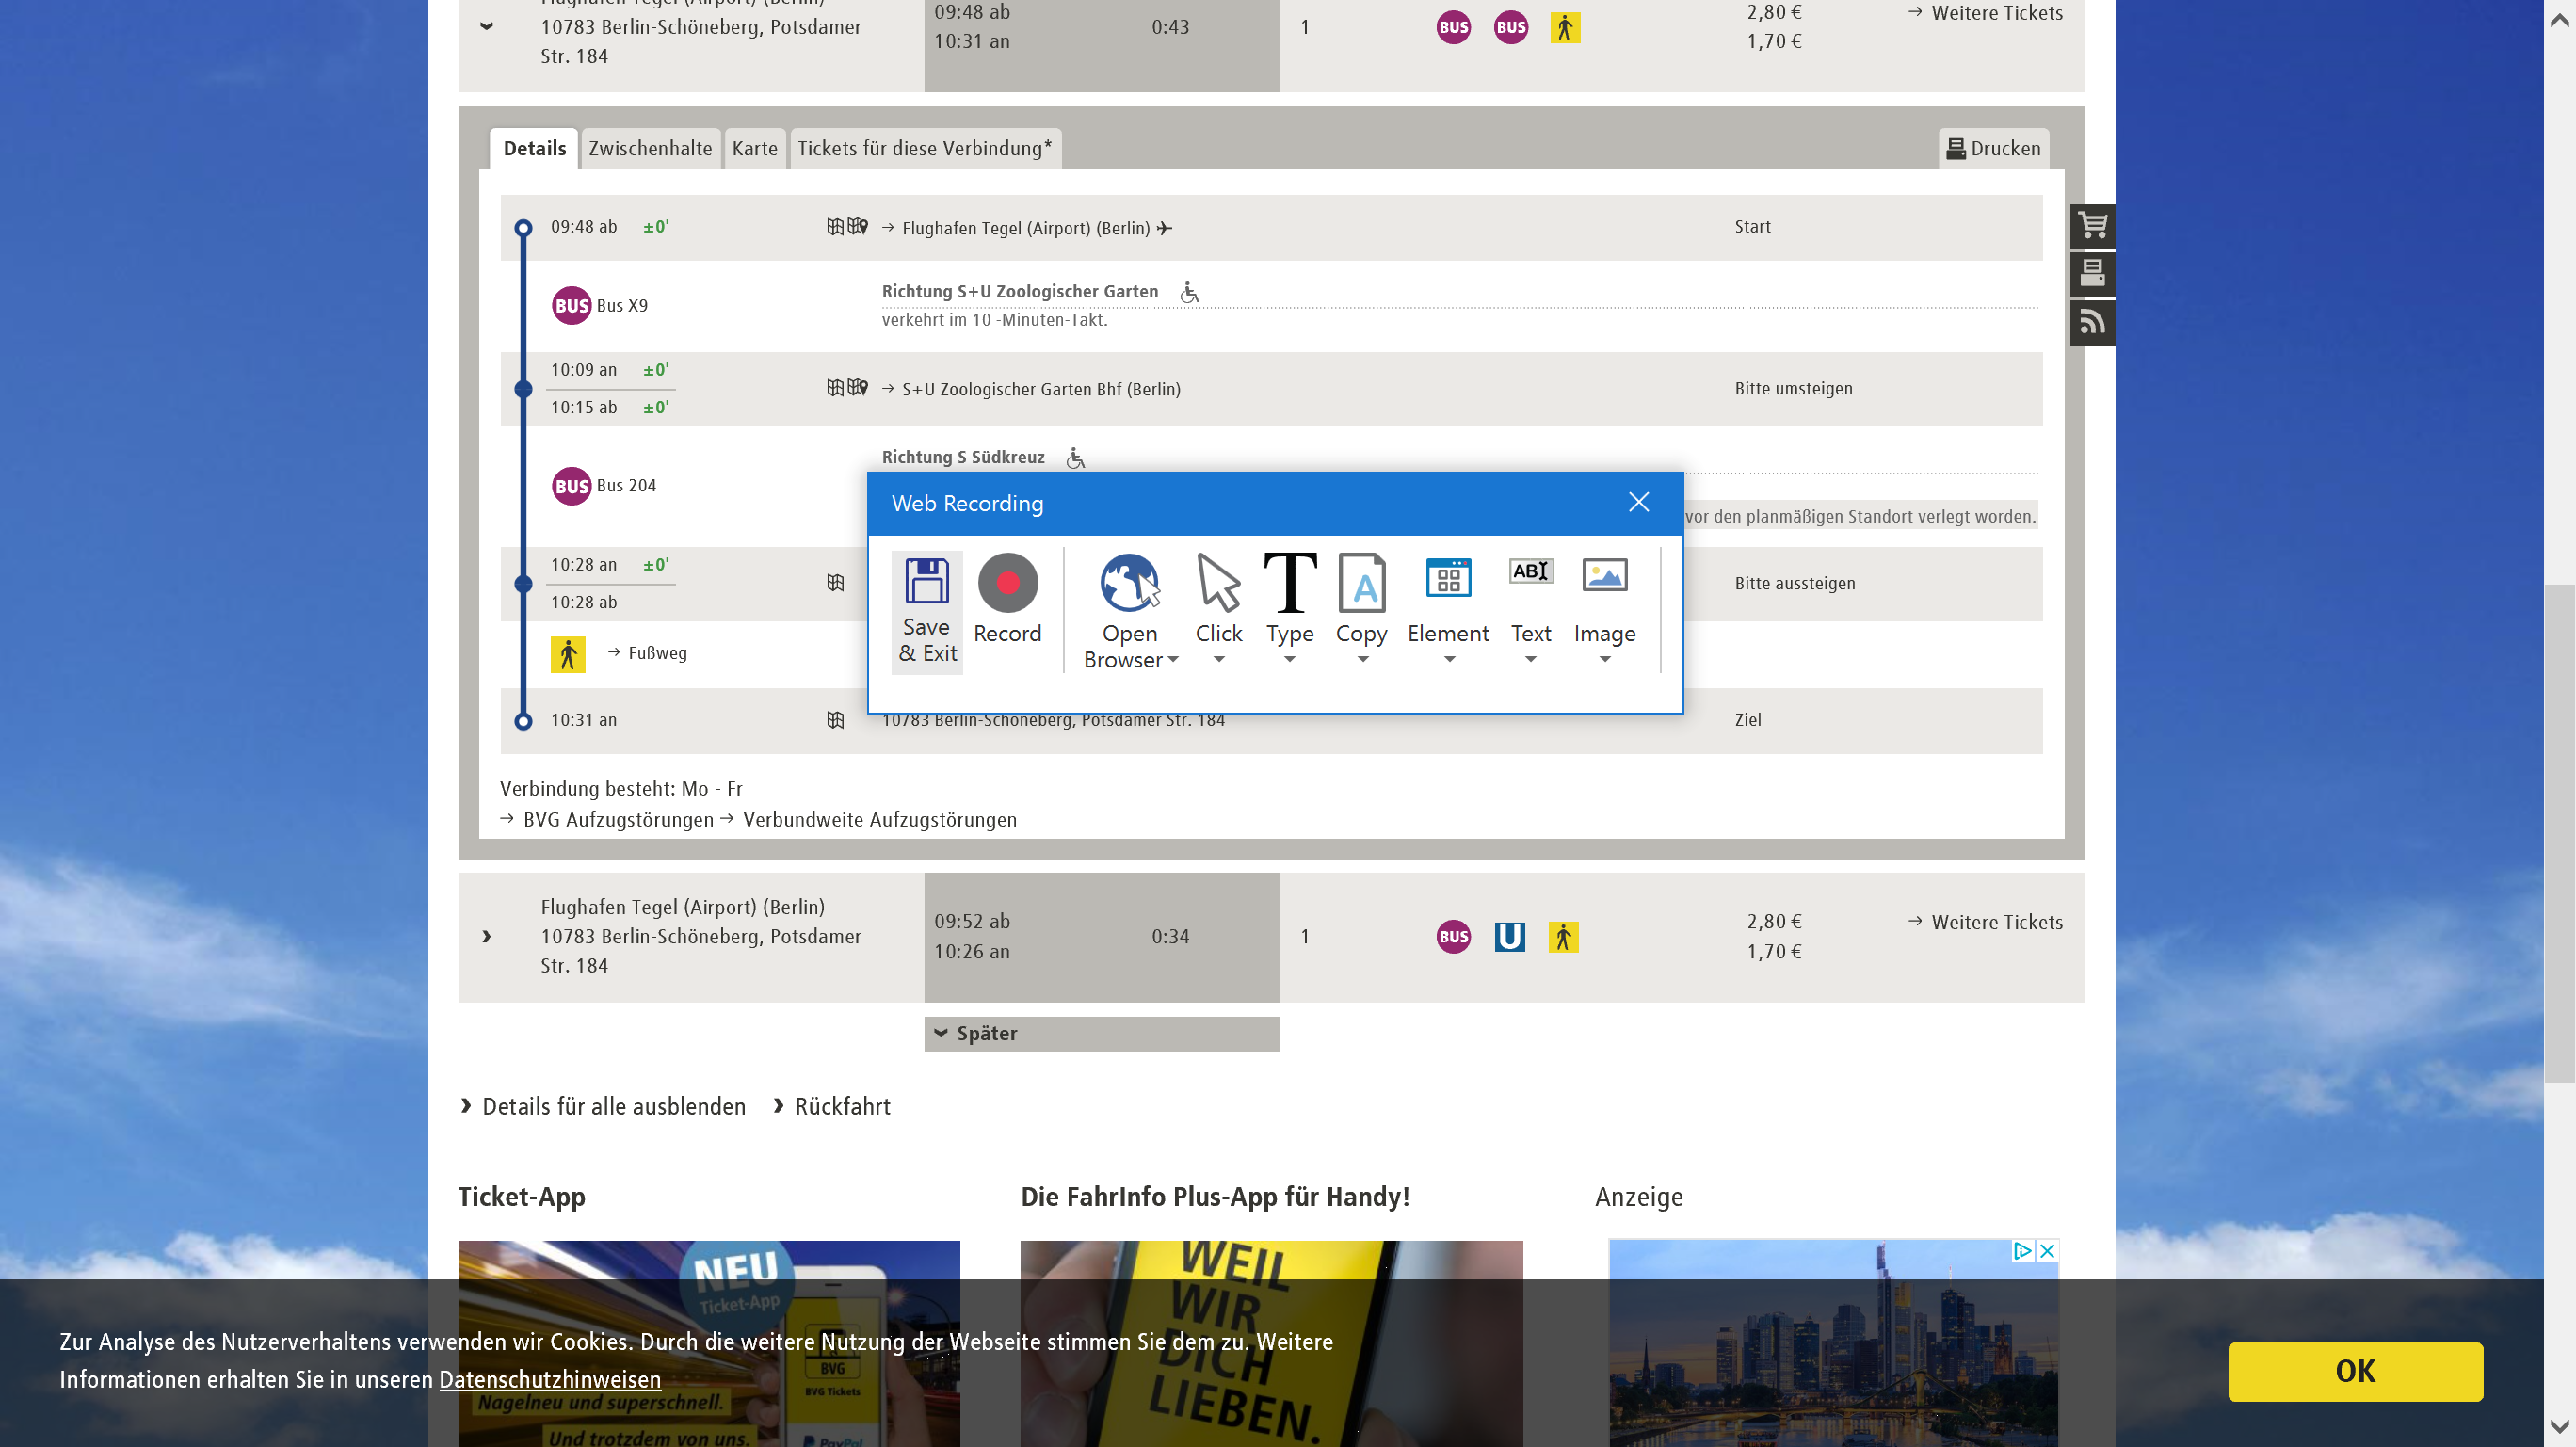 Flughafen Tegel (Airport) (Berlin)
10783 Berlin-Schöneberg, Potsdamer
Str. 184
09:48 ab
10:31 an
0:43
1
BUS BUS
2,80 €
1,70 €
Weitere Tickets
Details Zwischenhalte Karte Tickets für diese Verbindung* Drucken
09:48 ab ±0' Flughafen Tegel (Airport) (Berlin) Start
BUS Bus X9
Richtung S+U Zoologischer Garten
verkehrt im 10 -Minuten-Takt.
10:09 an ±0'
10:15 ab ±0'
S+U Zoologischer Garten Bhf (Berlin) Bitte umsteigen
BUS Bus 204
Richtung S Südkreuz
vor den planmäßigen Standort verlegt worden.
10:28 an ±0'
10:28 ab
Bitte aussteigen
Fußweg
10:31 an 10783 Berlin-Schöneberg, Potsdamer Str. 184 Ziel
Web Recording
Save
& Exit
Record
Open
Browser
Click
Type
Copy
A
Element
ABI
Text
Image
Verbindung besteht: Mo - Fr
BVG Aufzugstörungen Verbundweite Aufzugstörungen
Flughafen Tegel (Airport) (Berlin)
10783 Berlin-Schöneberg, Potsdamer
Str. 184
09:52 ab
10:26 an
0:34
1
BUS U
2,80 €
1,70 €
Weitere Tickets
Später
Details für alle ausblenden Rückfahrt
Ticket-App
Die FahrInfo Plus-App für Handy!
Anzeige
NEU
Ticket-App
BVG
BVG Tickets
Nagelneu und superschnell.
Und trotzdem von uns.
PayPal
WEIL
WIR
DICH
LIEBEN.
Zur Analyse des Nutzerverhaltens verwenden wir Cookies. Durch die weitere Nutzung der Webseite stimmen Sie dem zu. Weitere
Informationen erhalten Sie in unseren Datenschutzhinweisen
OK